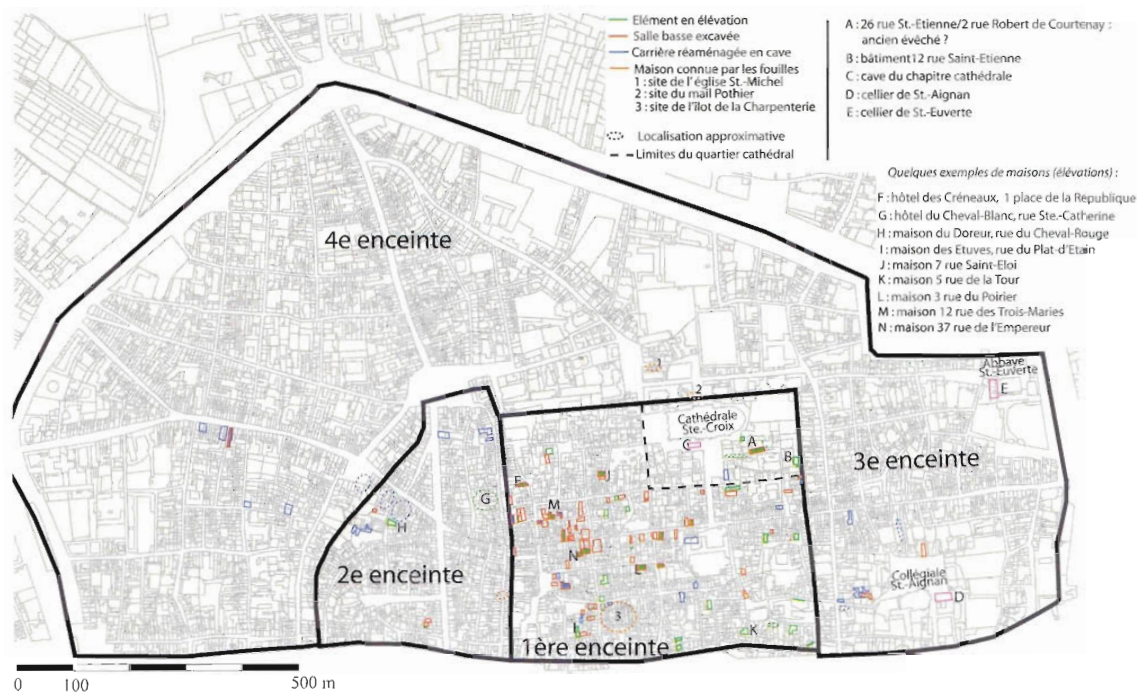 Elément en élévation
Salle basse excavée
Carrière réaménagée en cave
Maison connue par les fouilles
1 : site de l'église St.-Michel
2 : site du mail Pothier
3 : site de l'îlot de la Charpenterie
Localisation approximative
Limites du quartier cathédral
A : 26 rue St.-Etienne/2 rue Robert de Courtenay :
ancien évêché ?
B : bâtiment 12 rue Saint-Etienne
C : cave du chapitre cathédrale
D : cellier de St.-Aignan
E : cellier de St.-Euverte
Quelques exemples de maisons (élévations) :
F : hôtel des Créneaux, 1 place de la République
G : hôtel du Cheval-Blanc, rue Ste.-Catherine
H : maison du Doreur, rue du Cheval-Rouge
I : maison des Etuves, rue du Plat-d'Etain
J : maison 7 rue Saint-Eloi
K : maison 5 rue de la Tour
L : maison 3 rue du Poirier
M : maison 12 rue des Trois-Maries
N : maison 37 rue de l'Empereur
4e enceinte
1
2
Abbaye
St.-Euverte
E
Cathédrale
Ste.-Croix
C
A
B
3e enceinte
F
J
G
M
H
N
L
2e enceinte
Collégiale
St.-Aignan
D
3
I
K
1ère enceinte
0 100 500 m